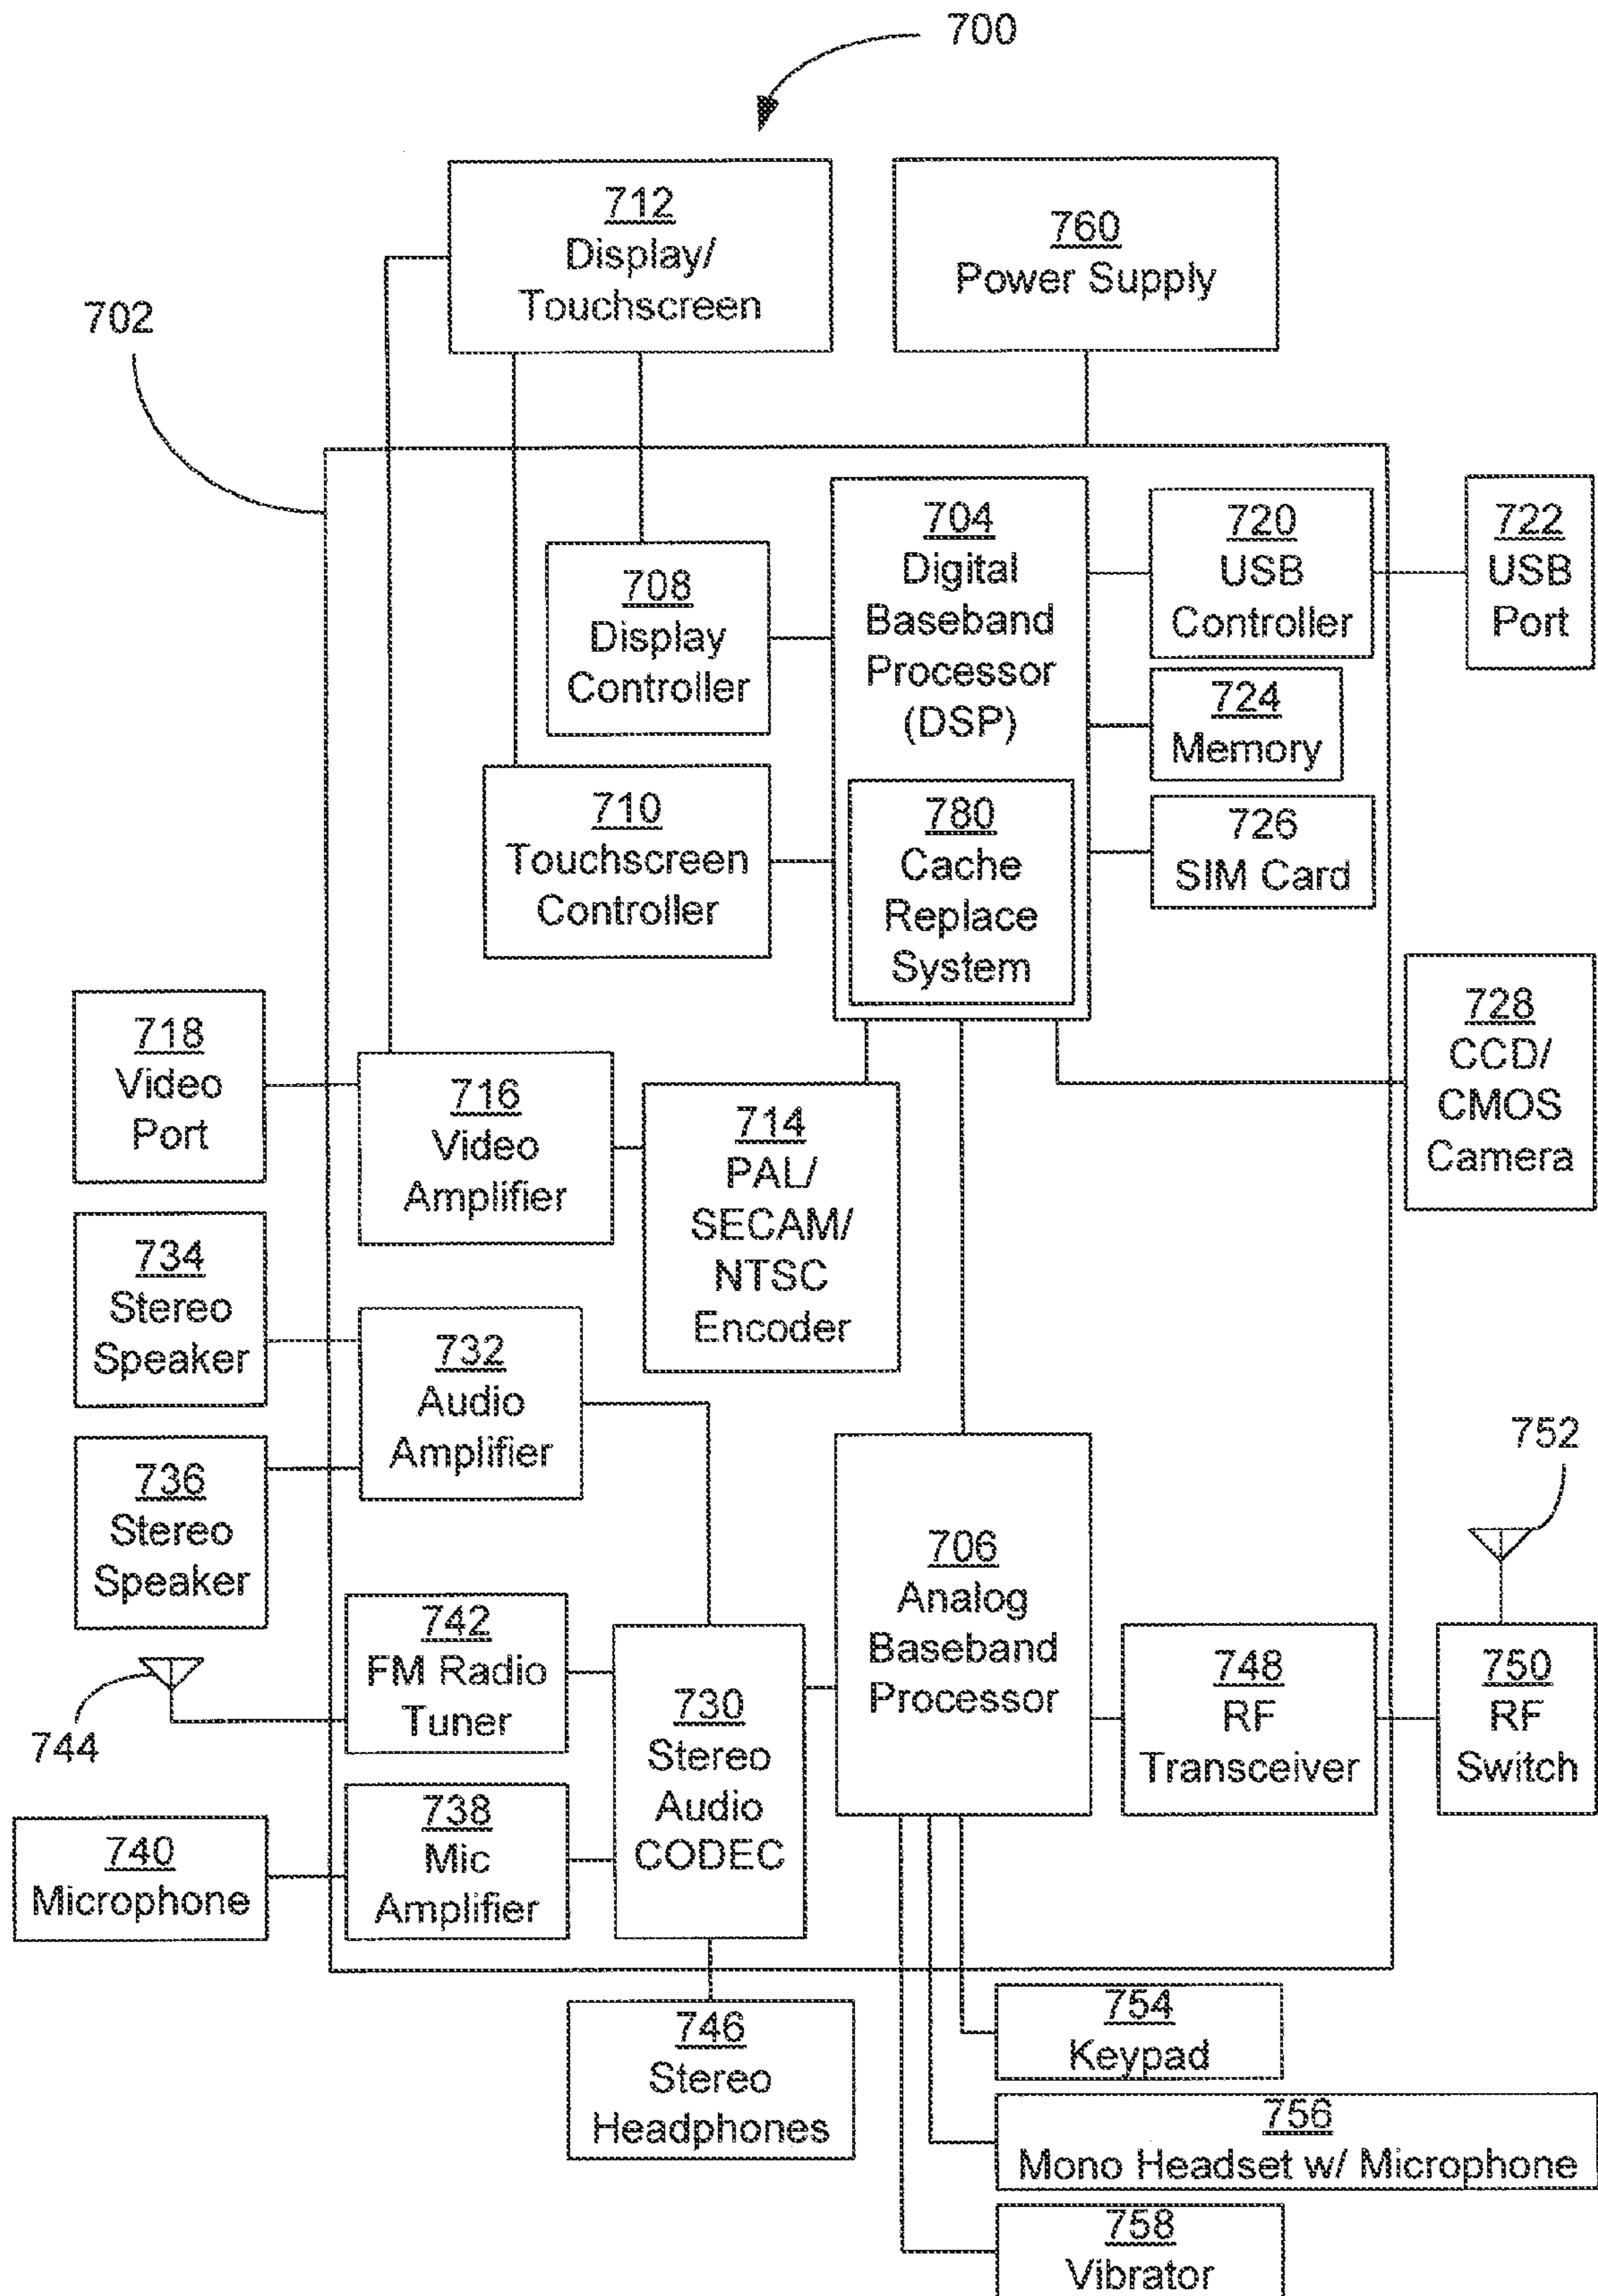 700
712
Display/
Touchscreen
760
Power Supply
702
704
Digital
Baseband
Processor
(DSP)
720
USB
Controller
722
USB
Port
708
Display
Controller
724
Memory
710
Touchscreen
Controller
780
Cache
Replace
System
726
SIM Card
728
CCD/
CMOS
Camera
718
Video
Port
716
Video
Amplifier
714
PAL/
SECAM/
NTSC
Encoder
734
Stereo
Speaker
732
Audio
Amplifier
736
Stereo
Speaker
706
Analog
Baseband
Processor
752
742
FM Radio
Tuner
744
730
Stereo
Audio
CODEC
748
RF
Transceiver
750
RF
Switch
740
Microphone
738
Mic
Amplifier
746
Stereo
Headphones
754
Keypad
756
Mono Headset w/ Microphone
758
Vibrator